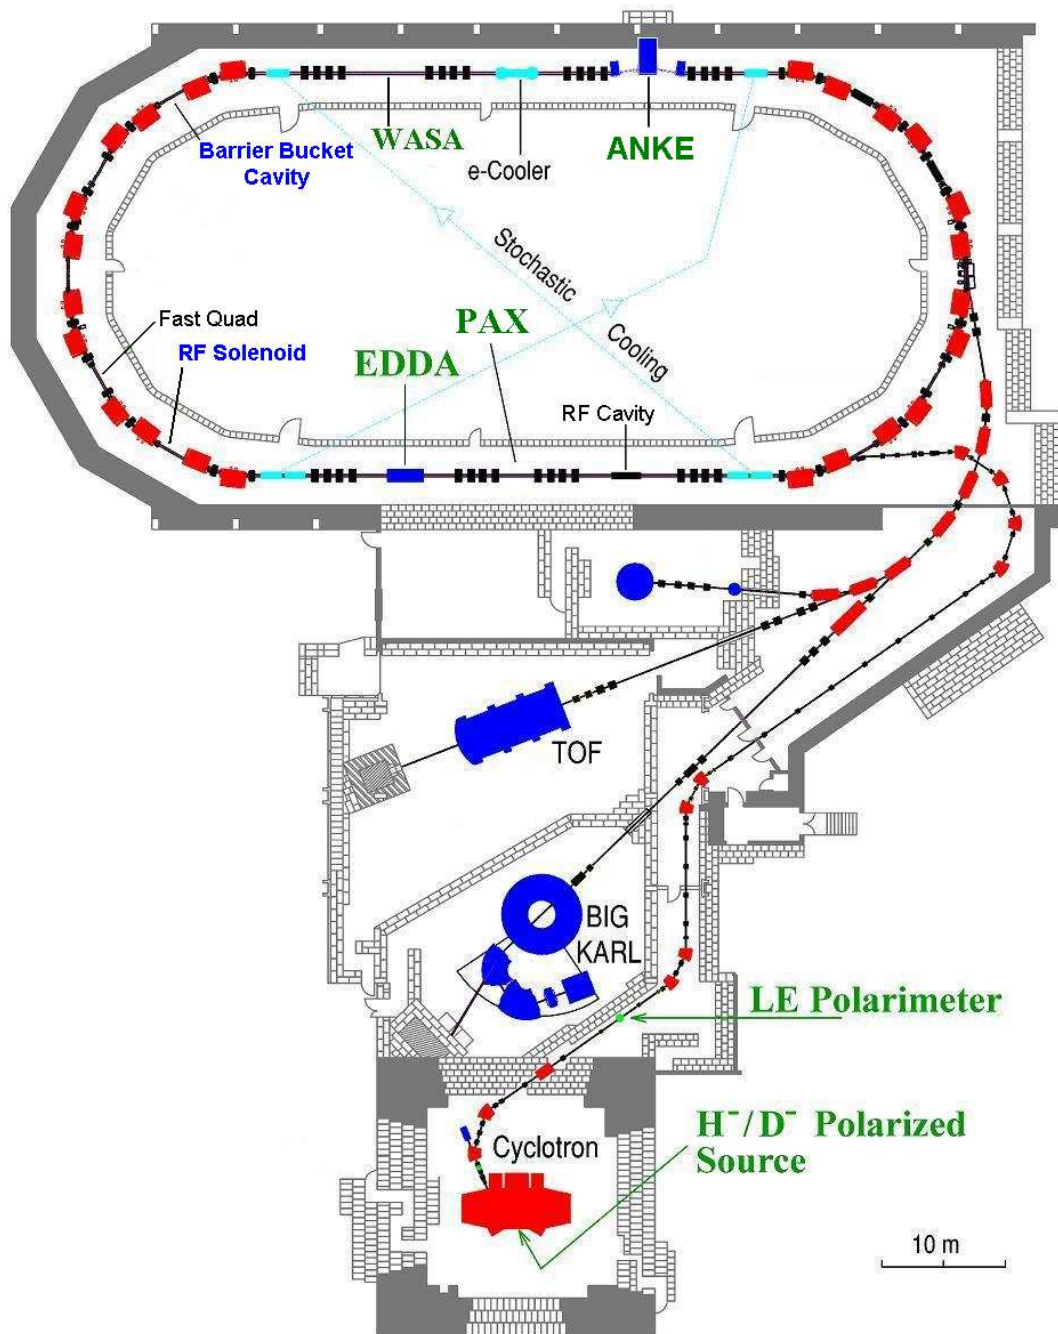 WASA
ANKE
e-Cooler
Barrier Bucket
Cavity
Stochastic
Cooling
Fast Quad
RF Solenoid
PAX
EDDA
RF Cavity
TOF
BIG
KARL
LE Polarimeter
H⁻/D⁻ Polarized
Source
Cyclotron
10 m